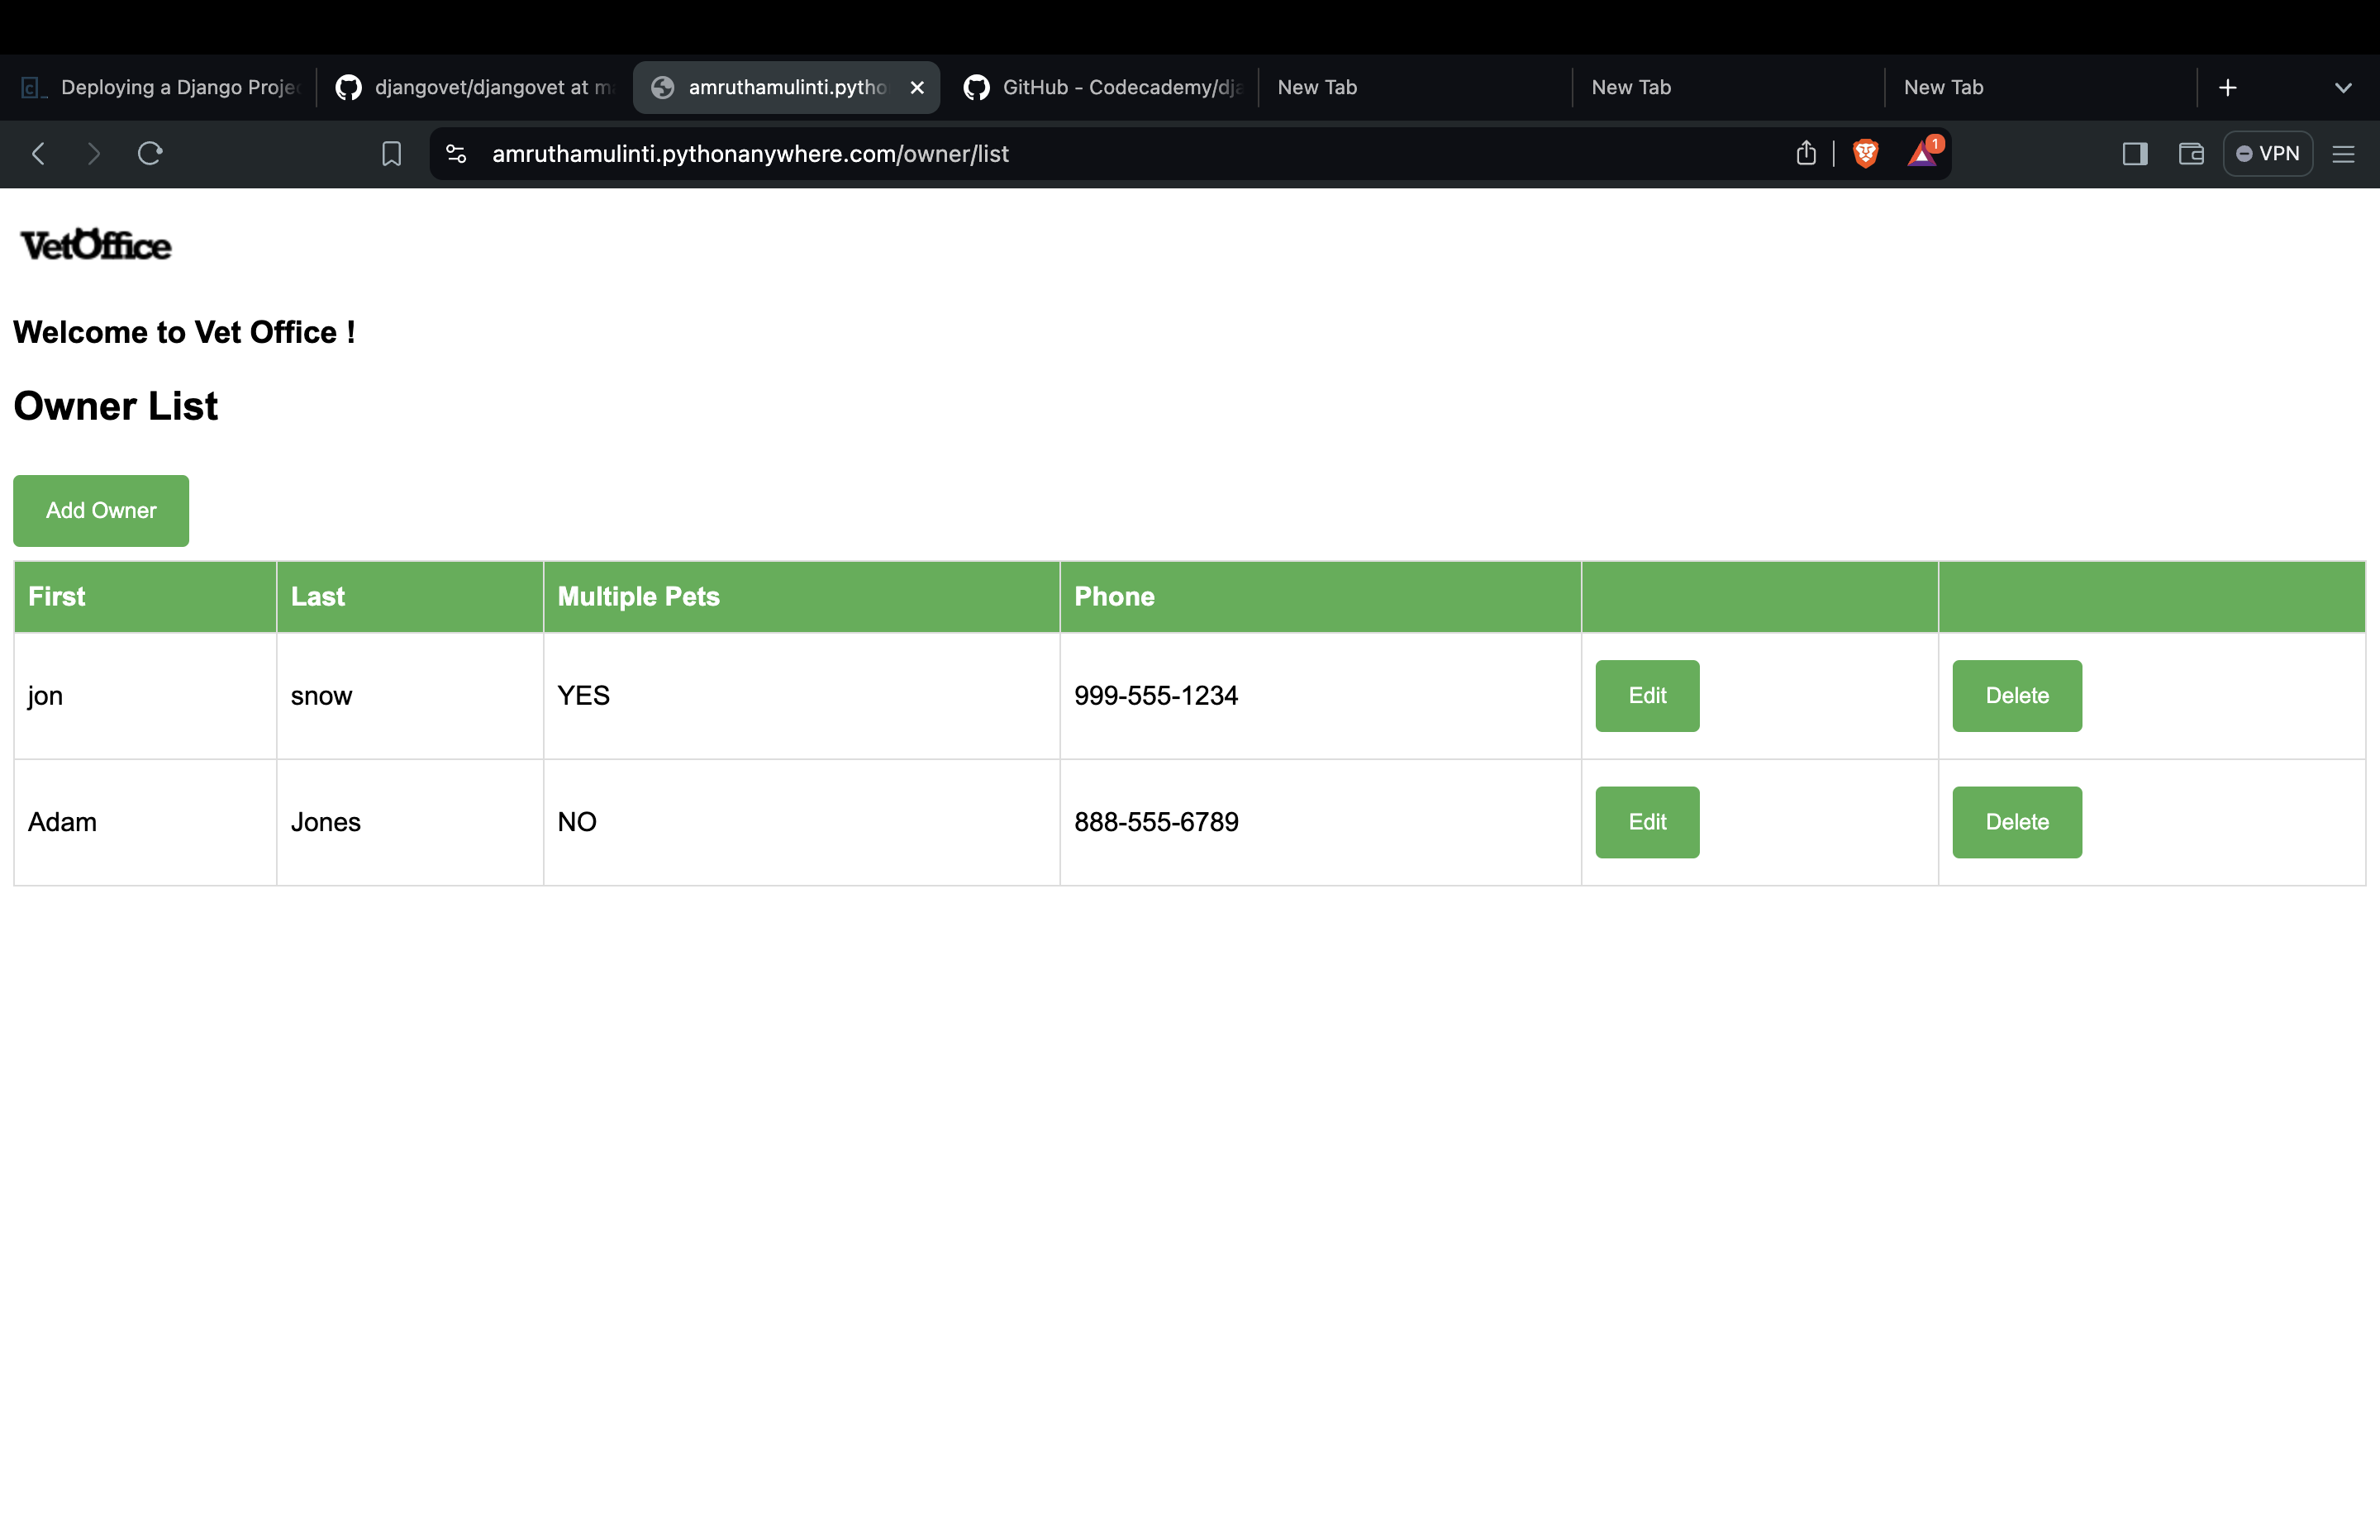 Deploying a Django Proje
djangovet/djangovet at m
amruthamulinti.pytho
GitHub - Codecademy/dja
New Tab
New Tab
New Tab
amruthamulinti.pythonanywhere.com/owner/list
1
VPN
VetOffice
Welcome to Vet Office !
Owner List
Add Owner
First Last Multiple Pets Phone
jon snow YES 999-555-1234 Edit Delete
Adam Jones NO 888-555-6789 Edit Delete